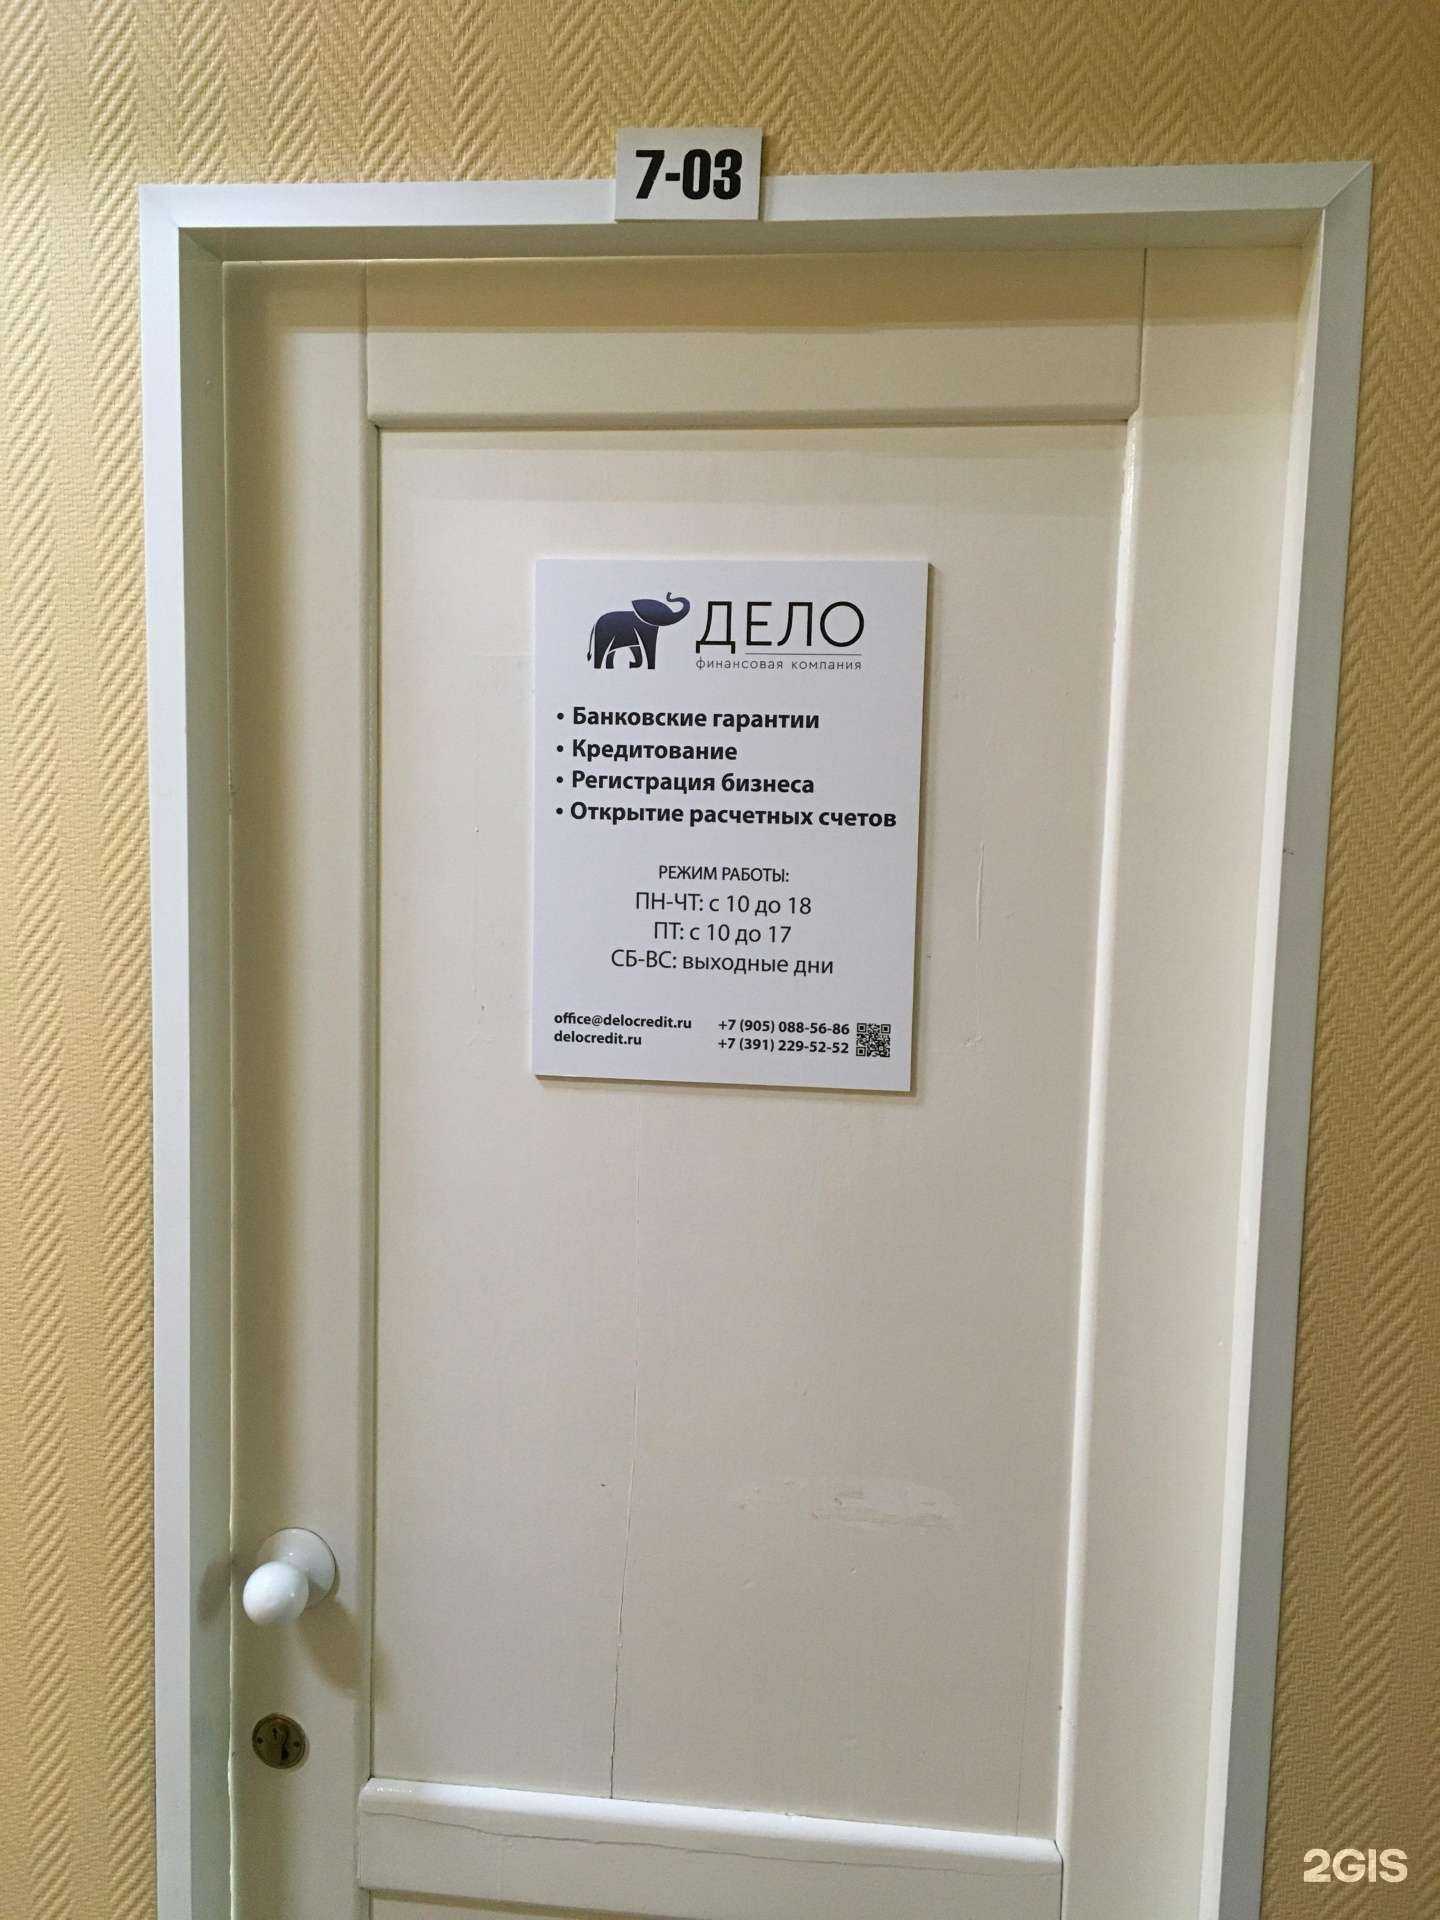 7-03
ДЕЛО
финансовая компания
• Банковские гарантии
• Кредитование
• Регистрация бизнеса
• Открытие расчетных счетов
РЕЖИМ РАБОТЫ:
ПН-ЧТ: с 10 до 18
ПТ: с 10 до 17
СБ-ВС: выходные дни
office@delocredit.ru
delocredit.ru
+7 (905) 088-56-86
+7 (391) 229-52-52
2GIS